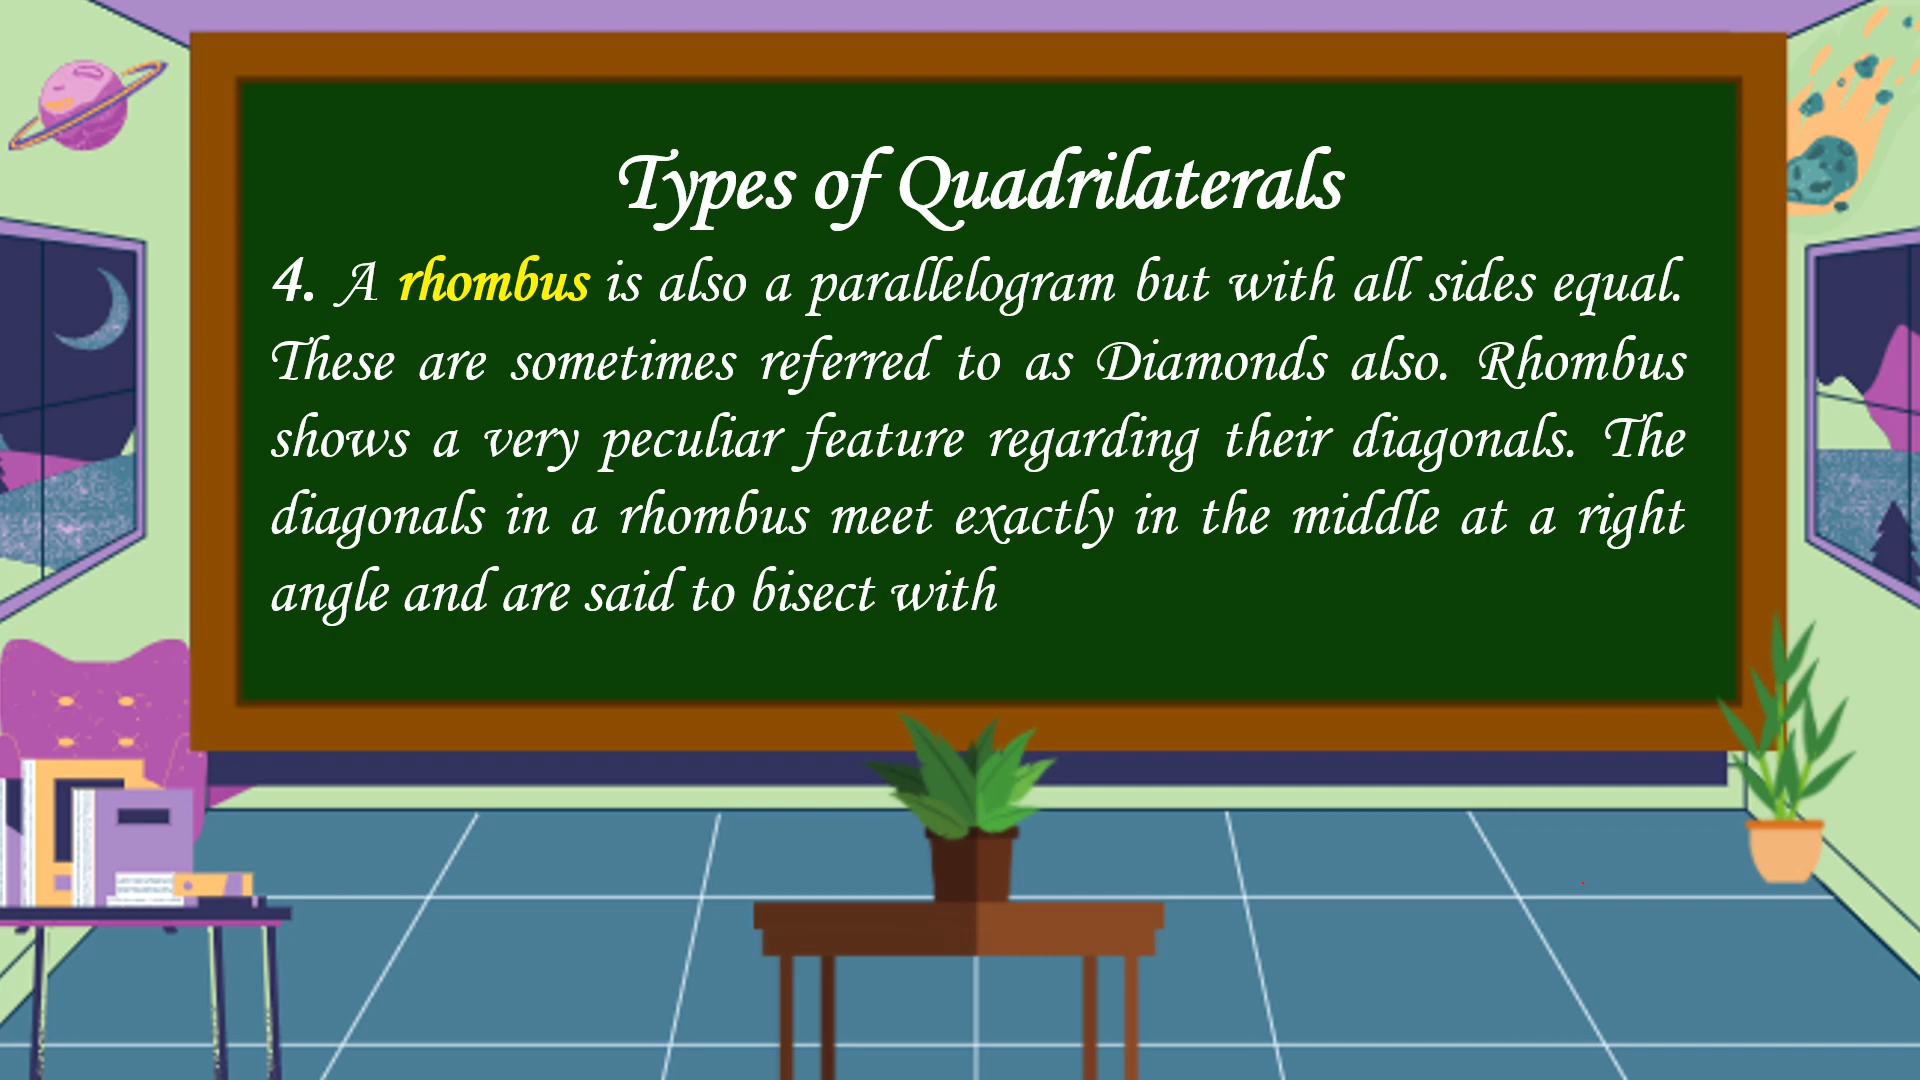 Types of Quadrilaterals
4. A rhombus is also a parallelogram but with all sides equal.
These are sometimes referred to as Diamonds also. Rhombus
shows a very peculiar feature regarding their diagonals. The
diagonals in a rhombus meet exactly in the middle at a right
angle and are said to bisect with